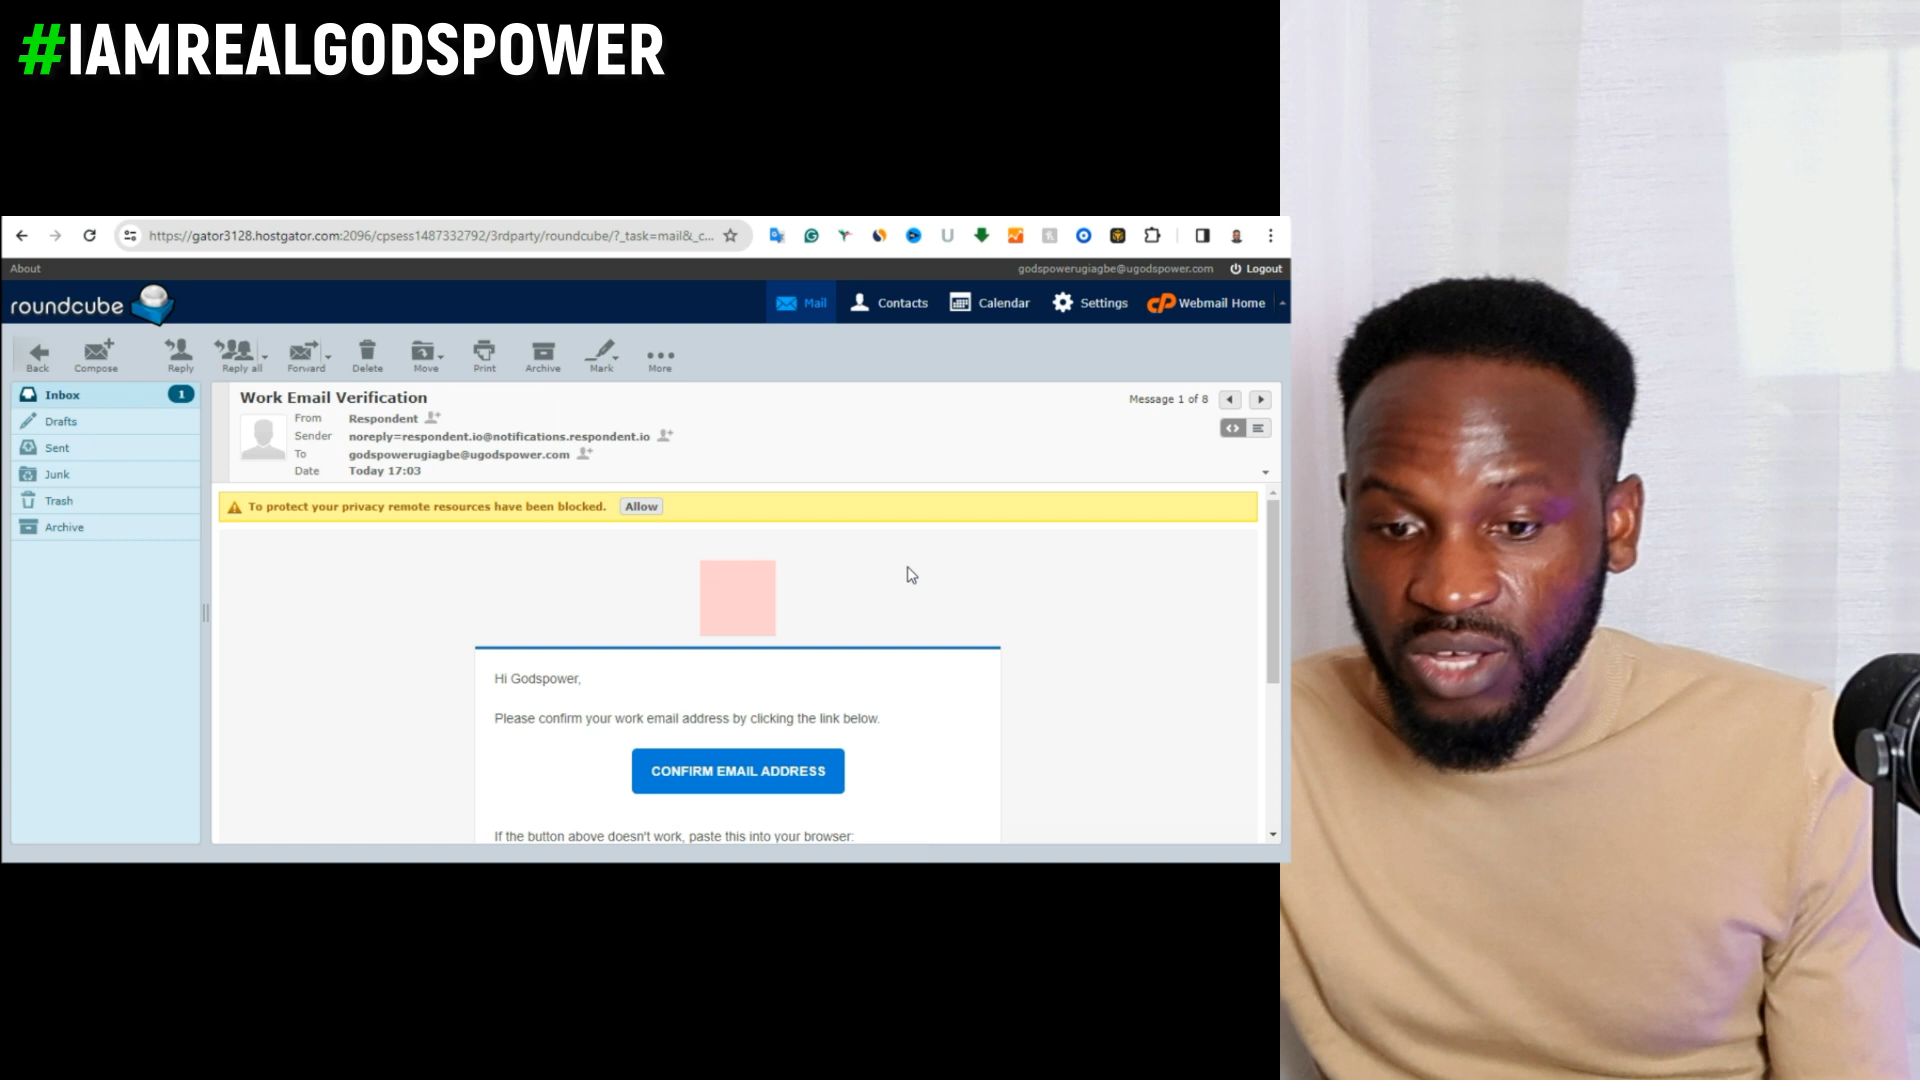 #IAMREALGODSPOWER
https://gator3128.hostgator.com:2096/cpsess1487332792/3rdparty/roundcube/?_task=mail&_c...
About
godspowerugiagbe@ugodspower.com Logout
roundcube
Mail Contacts Calendar Settings cP Webmail Home
Back Compose Reply Reply all Forward Delete Move Print Archive Mark More
Inbox 1
Drafts
Sent
Junk
Trash
Archive
Work Email Verification
Message 1 of 8
From Respondent
Sender noreply=respondent.io@notifications.respondent.io
To godspowerugiagbe@ugodspower.com
Date Today 17:03
To protect your privacy remote resources have been blocked. Allow
Hi Godspower,
Please confirm your work email address by clicking the link below.
CONFIRM EMAIL ADDRESS
If the button above doesn't work, paste this into your browser: